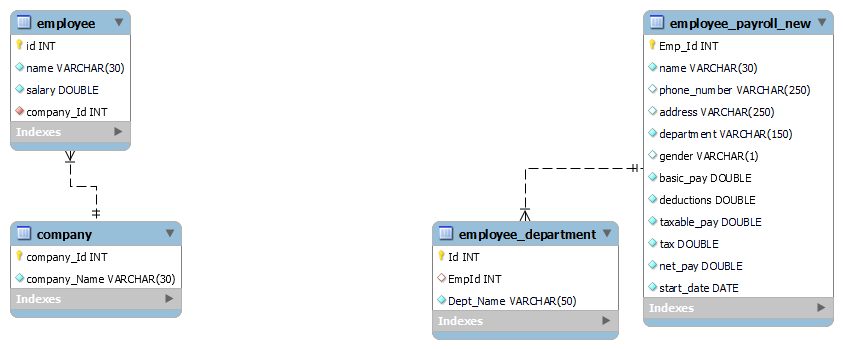 employee
id INT
name VARCHAR(30)
salary DOUBLE
company_Id INT
Indexes
company
company_Id INT
company_Name VARCHAR(30)
Indexes
employee_department
Id INT
EmpId INT
Dept_Name VARCHAR(50)
Indexes
employee_payroll_new
Emp_Id INT
name VARCHAR(30)
phone_number VARCHAR(250)
address VARCHAR(250)
department VARCHAR(150)
gender VARCHAR(1)
basic_pay DOUBLE
deductions DOUBLE
taxable_pay DOUBLE
tax DOUBLE
net_pay DOUBLE
start_date DATE
Indexes